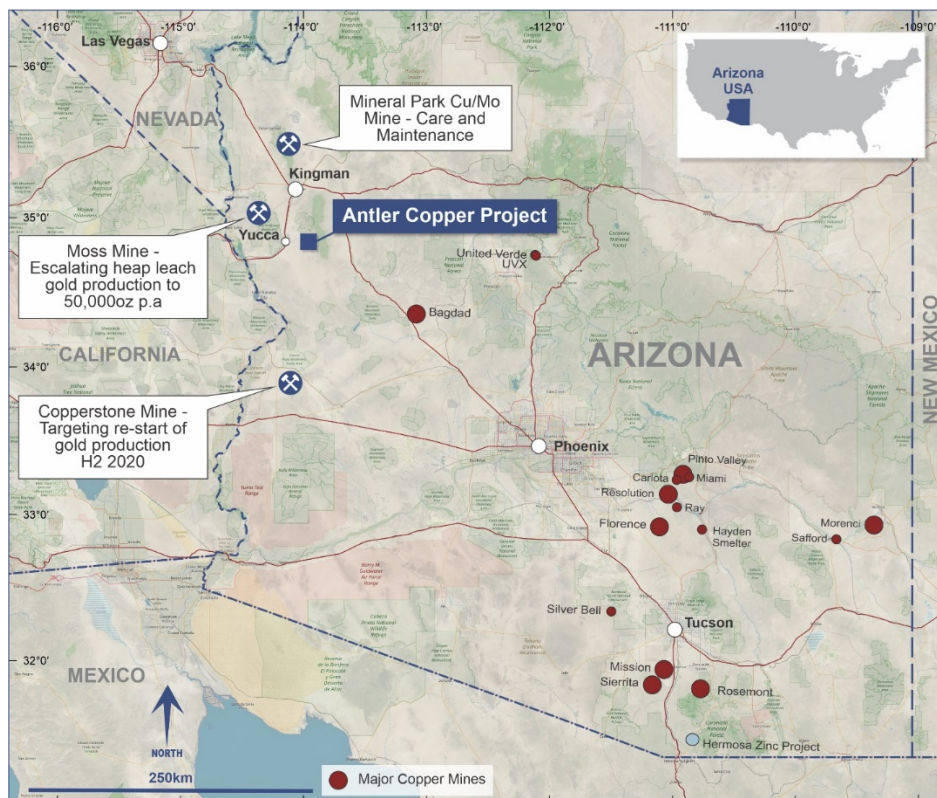 -116°0' -115°0' -114°0' -113°0' -112°0' -111°0' -110°0' -109°0'
Las Vegas
36°0'
Arizona
USA
NEVADA
Mineral Park Cu/Mo
Mine - Care and
Maintenance
Kingman
35°0'
Antler Copper Project
Yucca
United Verde
UVX
Moss Mine -
Escalating heap leach
gold production to
50,000oz p.a
Bagdad
ARIZONA
NEW MEXICO
CALIFORNIA
34°0'
Copperstone Mine -
Targeting re-start of
gold production
H2 2020
Phoenix
Pinto Valley
Carlota
Miami
Resolution
Ray
33°0'
Florence
Hayden
Smelter
Morenci
Safford
Silver Bell
Tucson
32°0'
MEXICO
Mission
Sierrita
Rosemont
Hermosa Zinc Project
NORTH
250km
Major Copper Mines